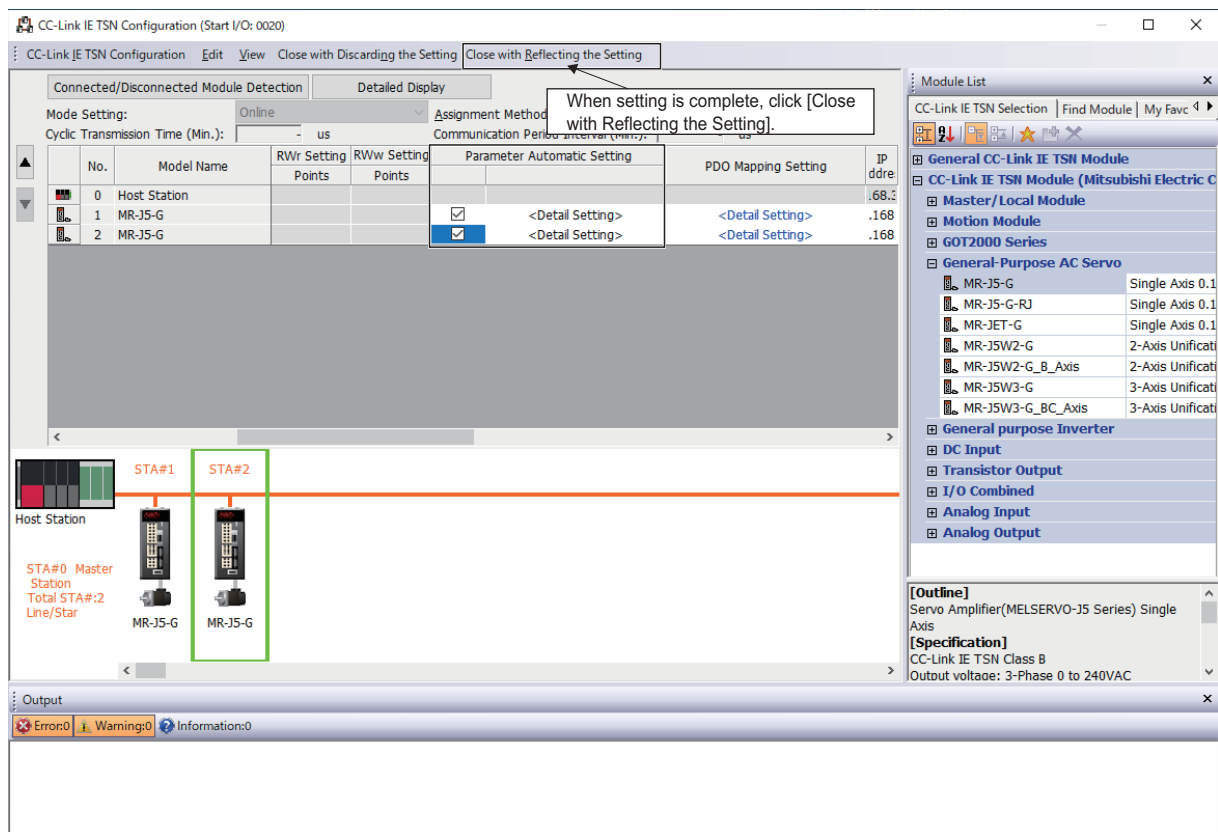 CC-Link IE TSN Configuration (Start I/O: 0020)
CC-Link IE TSN Configuration Edit View Close with Discarding the Setting Close with Reflecting the Setting
Connected/Disconnected Module Detection Detailed Display
When setting is complete, click [Close
with Reflecting the Setting].
Mode Setting: Online Assignment Method
Cyclic Transmission Time (Min.): - us Communication Period Interval (Min.): - us
No. Model Name RWr Setting RWw Setting Parameter Automatic Setting PDO Mapping Setting IP
Points Points ddre
0 Host Station .68.3
1 MR-J5-G <Detail Setting> <Detail Setting> .168
2 MR-J5-G <Detail Setting> <Detail Setting> .168
STA#1 STA#2
Host Station
STA#0 Master
Station
Total STA#:2
Line/Star
MR-J5-G MR-J5-G
Module List
CC-Link IE TSN Selection Find Module My Favc
General CC-Link IE TSN Module
CC-Link IE TSN Module (Mitsubishi Electric C
Master/Local Module
Motion Module
GOT2000 Series
General-Purpose AC Servo
MR-J5-G Single Axis 0.1
MR-J5-G-RJ Single Axis 0.1
MR-JET-G Single Axis 0.1
MR-J5W2-G 2-Axis Unificati
MR-J5W2-G_B_Axis 2-Axis Unificati
MR-J5W3-G 3-Axis Unificati
MR-J5W3-G_BC_Axis 3-Axis Unificati
General purpose Inverter
DC Input
Transistor Output
I/O Combined
Analog Input
Analog Output
[Outline]
Servo Amplifier(MELSERVO-J5 Series) Single
Axis
[Specification]
CC-Link IE TSN Class B
Output voltage: 3-Phase 0 to 240VAC
Output
Error:0 Warning:0 Information:0